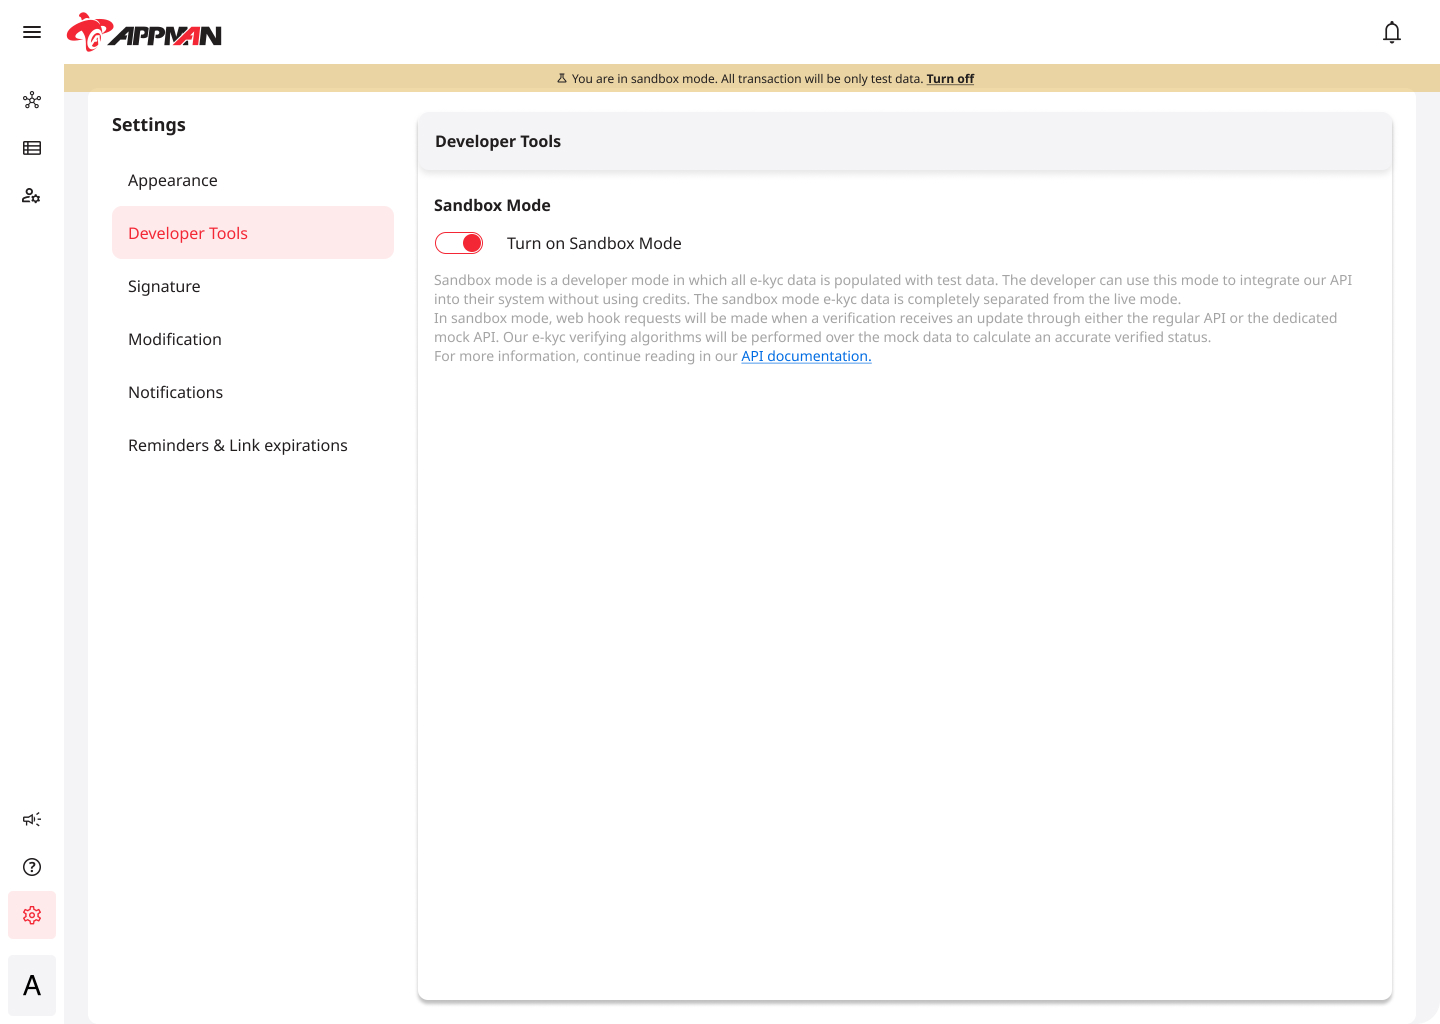 APPMAN
You are in sandbox mode. All transaction will be only test data. Turn off
Settings
Appearance
Developer Tools
Signature
Modification
Notifications
Reminders & Link expirations
Developer Tools
Sandbox Mode
Turn on Sandbox Mode
Sandbox mode is a developer mode in which all e-kyc data is populated with test data. The developer can use this mode to integrate our API
into their system without using credits. The sandbox mode e-kyc data is completely separated from the live mode.
In sandbox mode, web hook requests will be made when a verification receives an update through either the regular API or the dedicated
mock API. Our e-kyc verifying algorithms will be performed over the mock data to calculate an accurate verified status.
For more information, continue reading in our API documentation.
A